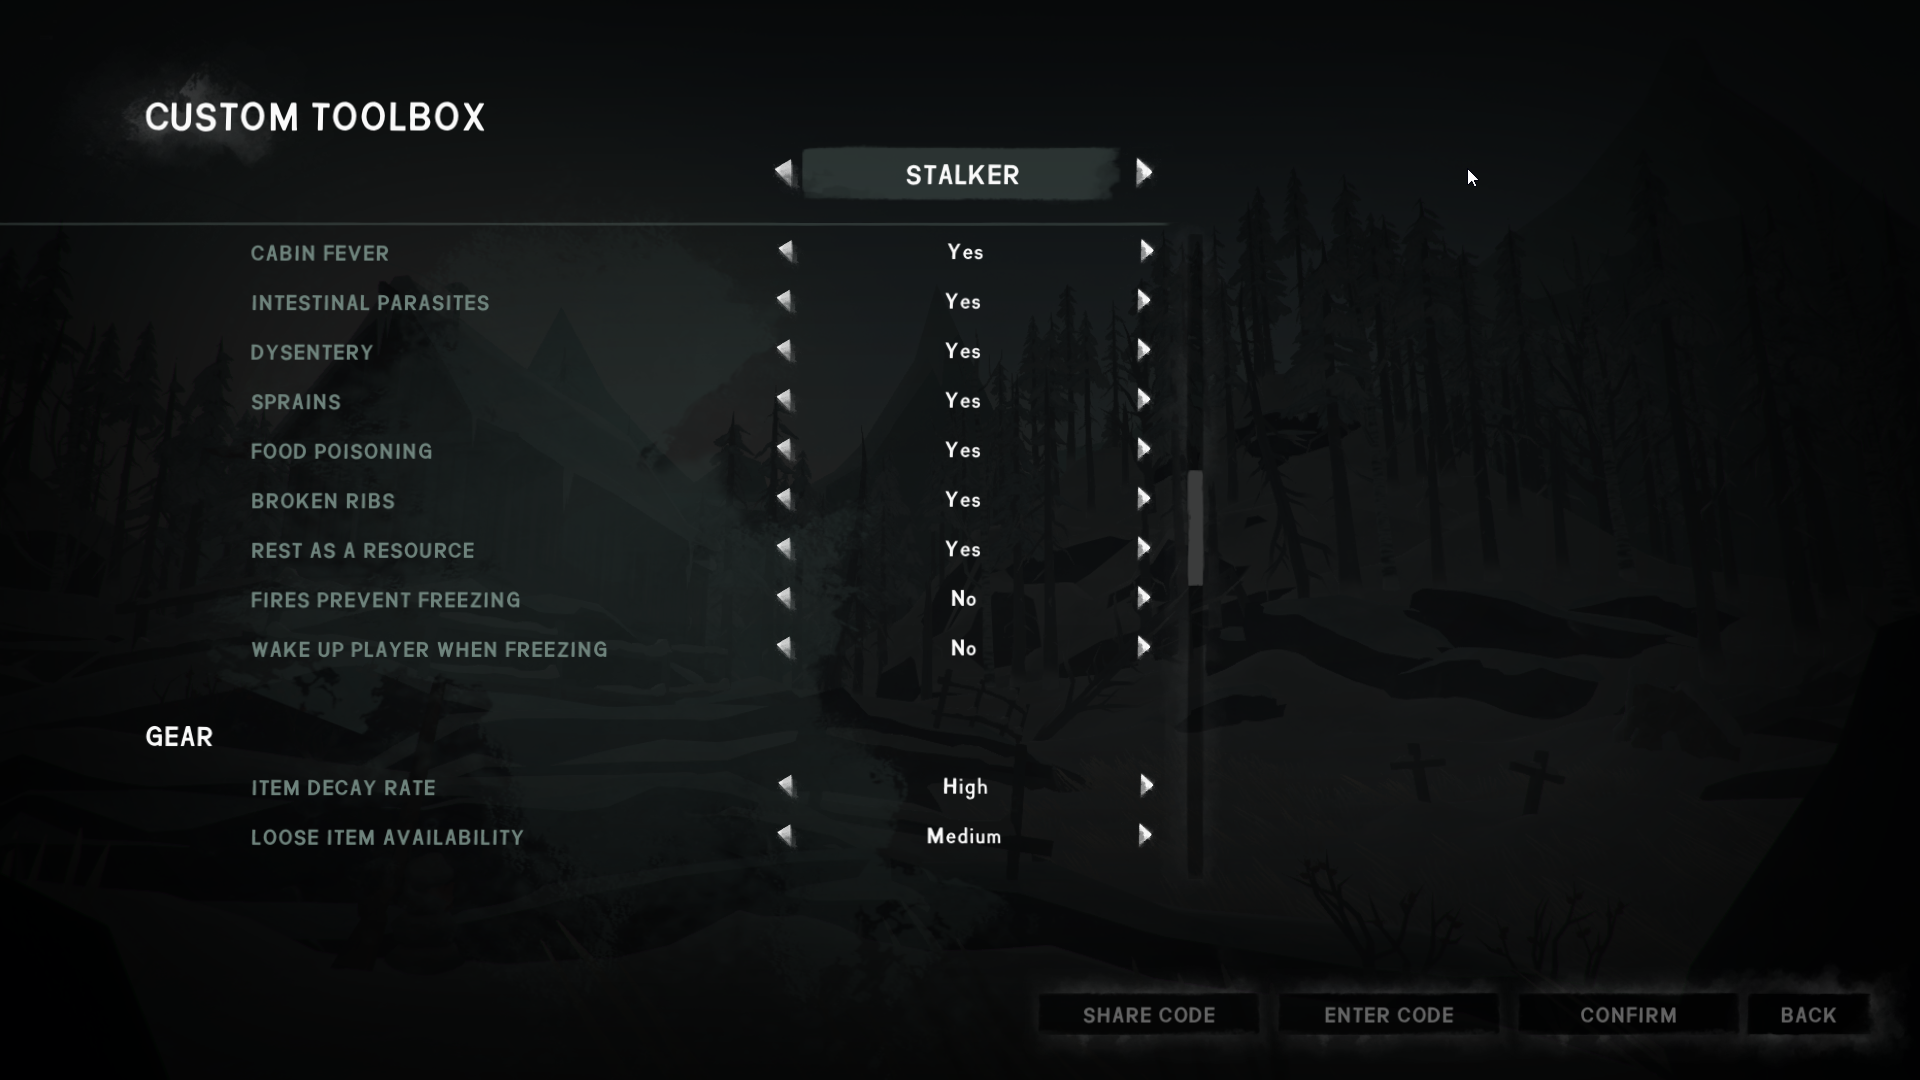 CUSTOM TOOLBOX
STALKER
CABIN FEVER Yes
INTESTINAL PARASITES Yes
DYSENTERY Yes
SPRAINS Yes
FOOD POISONING Yes
BROKEN RIBS Yes
REST AS A RESOURCE Yes
FIRES PREVENT FREEZING No
WAKE UP PLAYER WHEN FREEZING No
GEAR
ITEM DECAY RATE High
LOOSE ITEM AVAILABILITY Medium
SHARE CODE ENTER CODE CONFIRM BACK